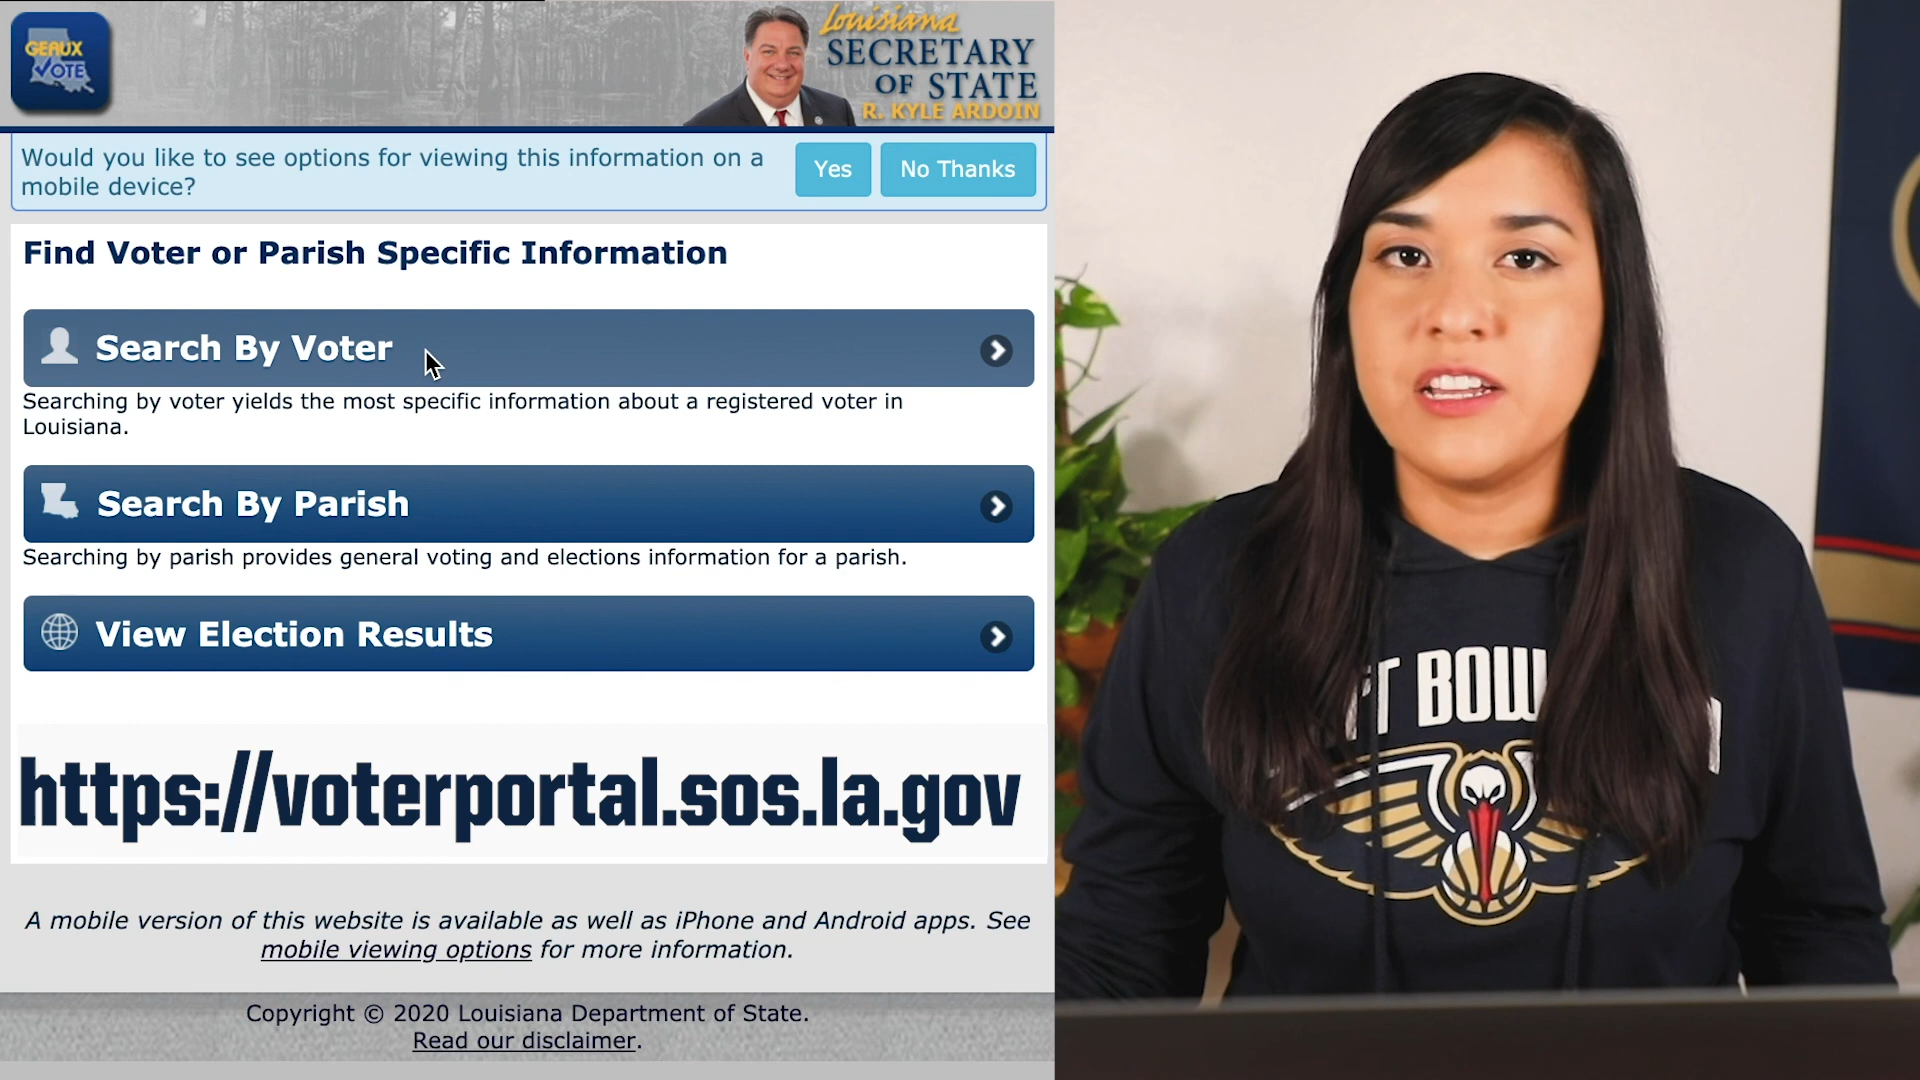 GEAUX
VOTE
Louisiana
SECRETARY
OF STATE
R. KYLE ARDOIN
Would you like to see options for viewing this information on a
mobile device?
Yes
No Thanks
Find Voter or Parish Specific Information
Search By Voter
Searching by voter yields the most specific information about a registered voter in
Louisiana.
Search By Parish
Searching by parish provides general voting and elections information for a parish.
View Election Results
https://voterportal.sos.la.gov
A mobile version of this website is available as well as iPhone and Android apps. See
mobile viewing options for more information.
Copyright © 2020 Louisiana Department of State.
Read our disclaimer.